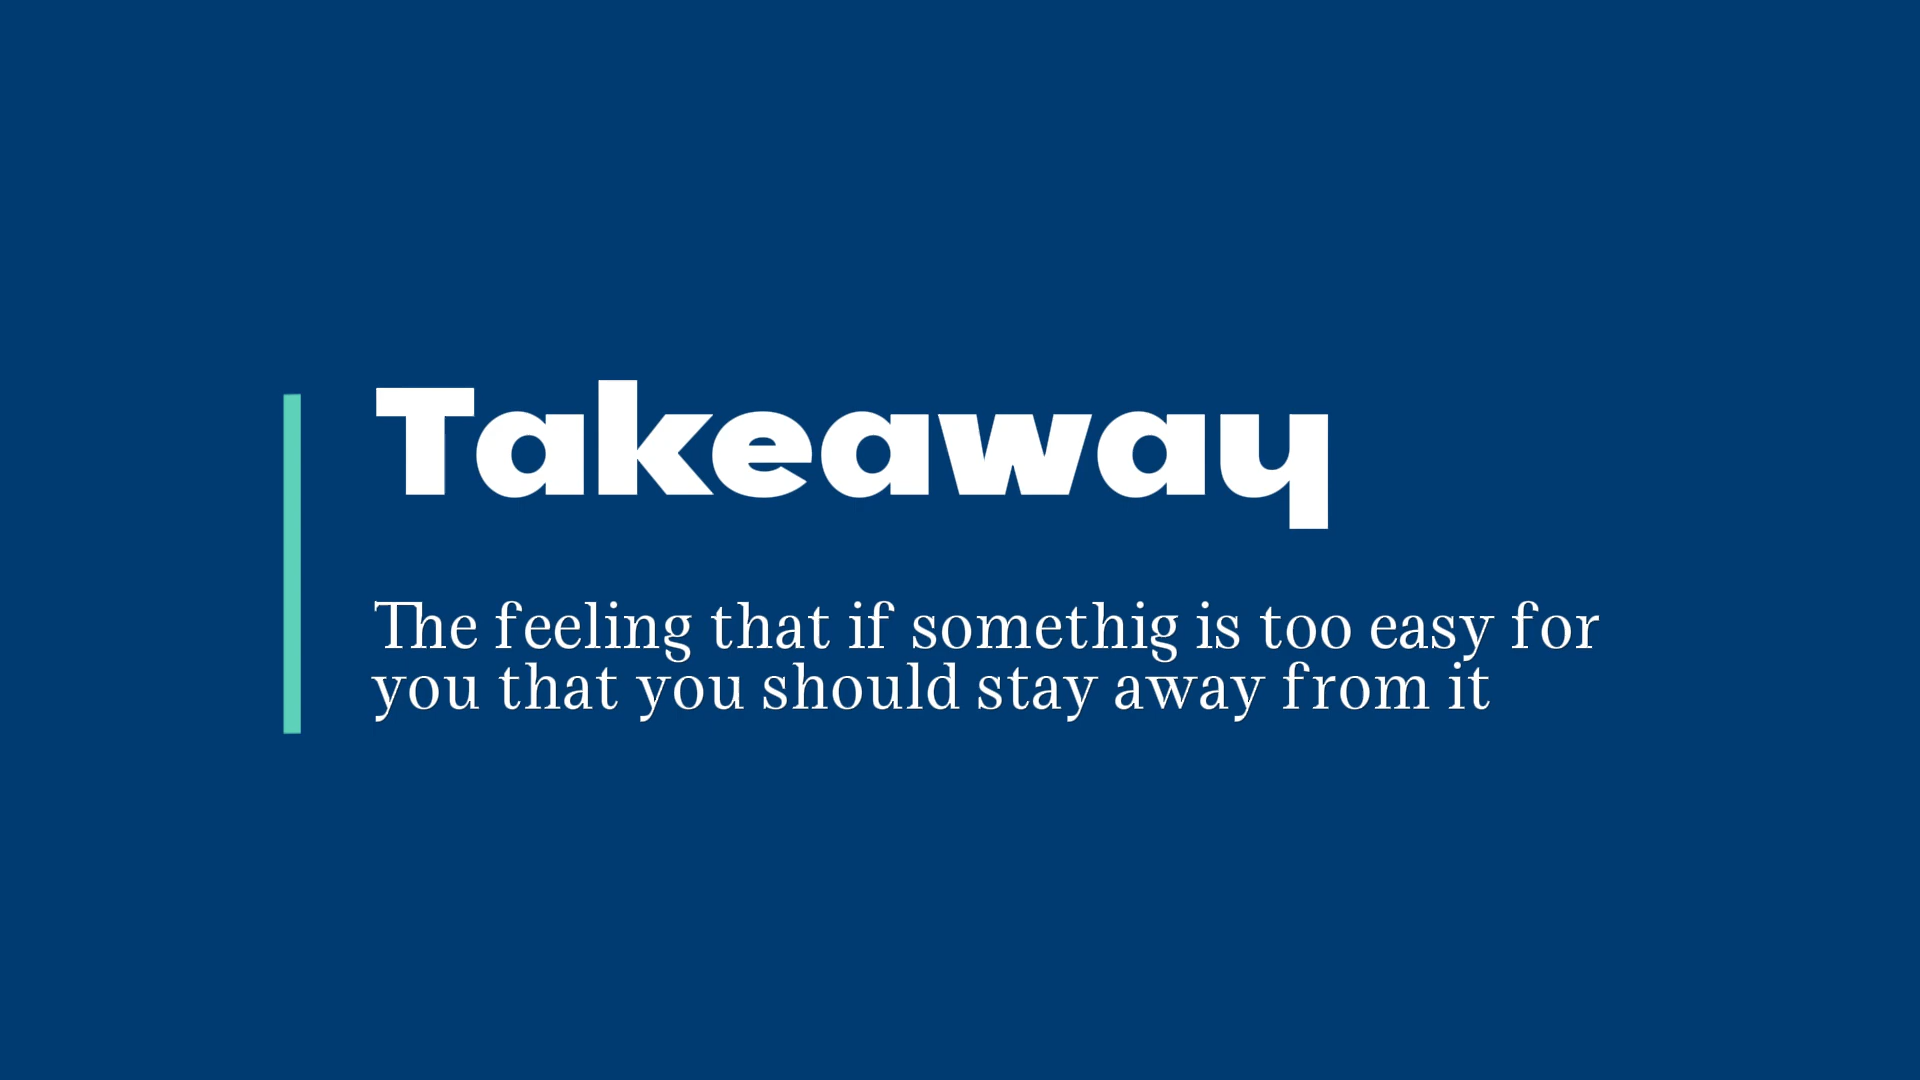 Takeaway
The feeling that if somethig is too easy for
you that you should stay away from it